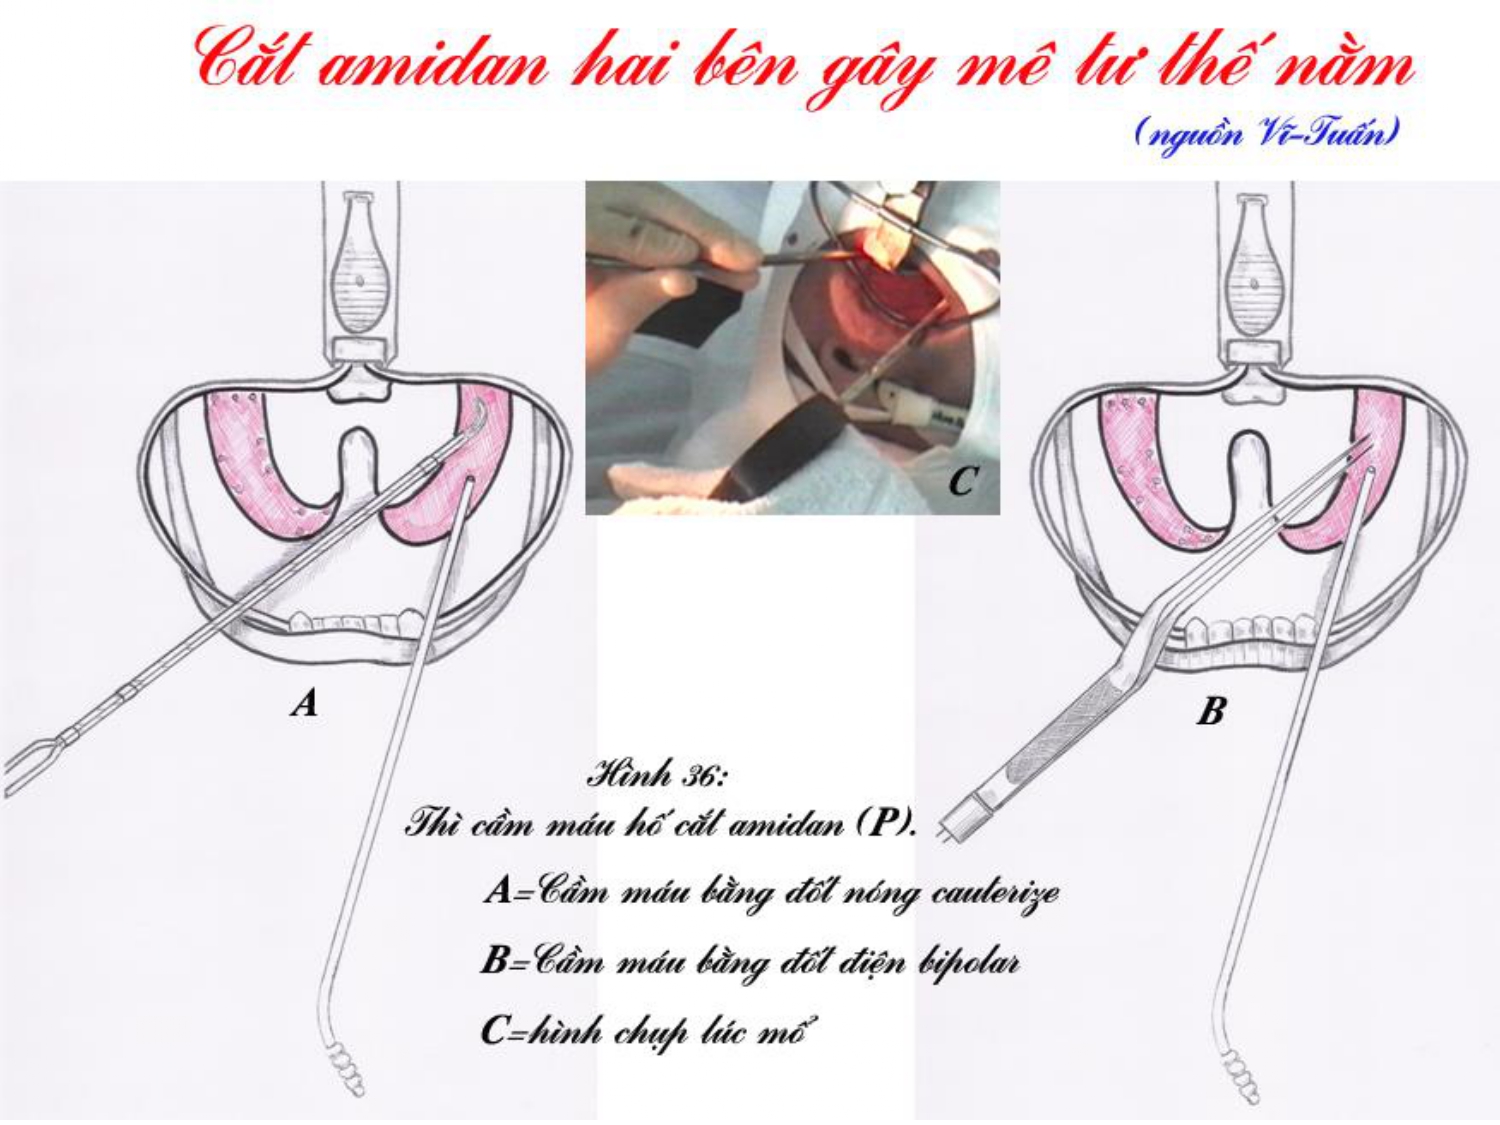 Cắt amidan hai bên gây mê tư thế nằm
(nguồn Vĩ-Tuấn)
C
A
B
Hình 36:
Thì cầm máu hố cắt amidan (P).
A=Cầm máu bằng đốt nóng cauterize
B=Cầm máu bằng đốt điện bipolar
C=hình chụp lúc mổ